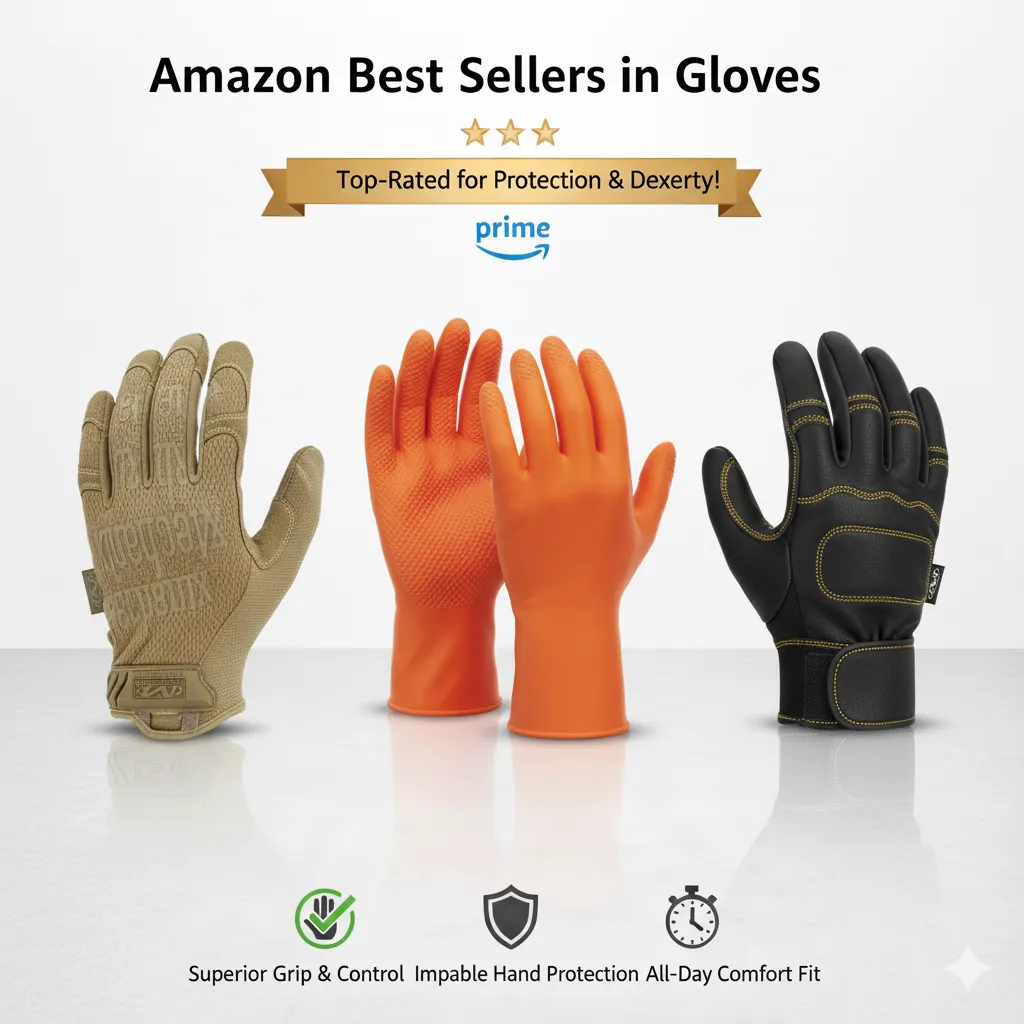 Amazon Best Sellers in Gloves
Top-Rated for Protection & Dexerty!
prime
Superior Grip & Control
Impable Hand Protection
All-Day Comfort Fit